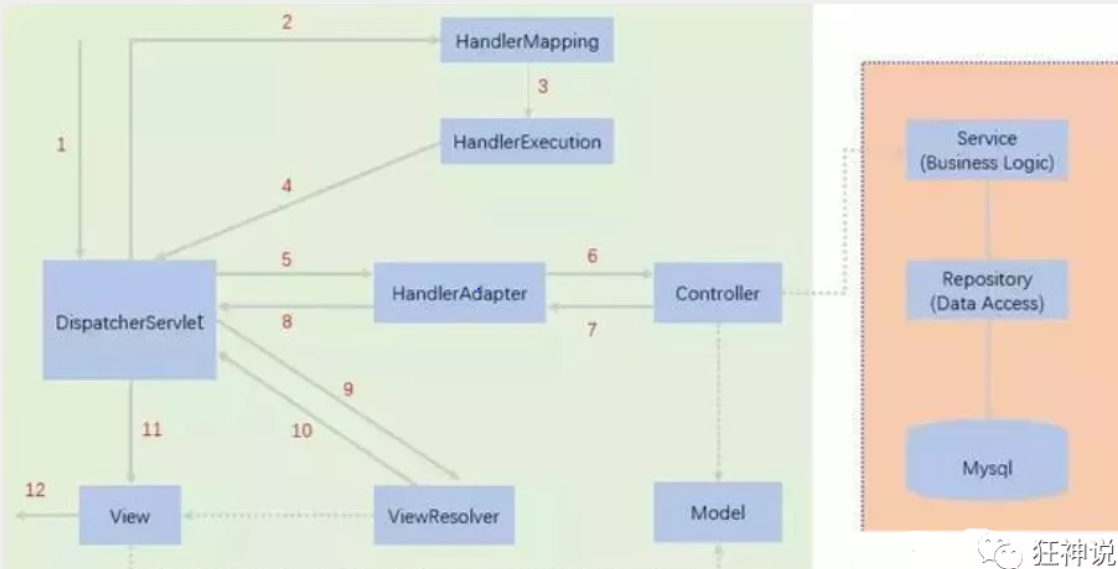 2
HandlerMapping
3
1
HandlerExecution
4
Service
(Business Logic)
5
6
DispatcherServlet
HandlerAdapter
Controller
Repository
(Data Access)
8
7
9
10
11
12
View
ViewResolver
Model
Mysql
狂神说